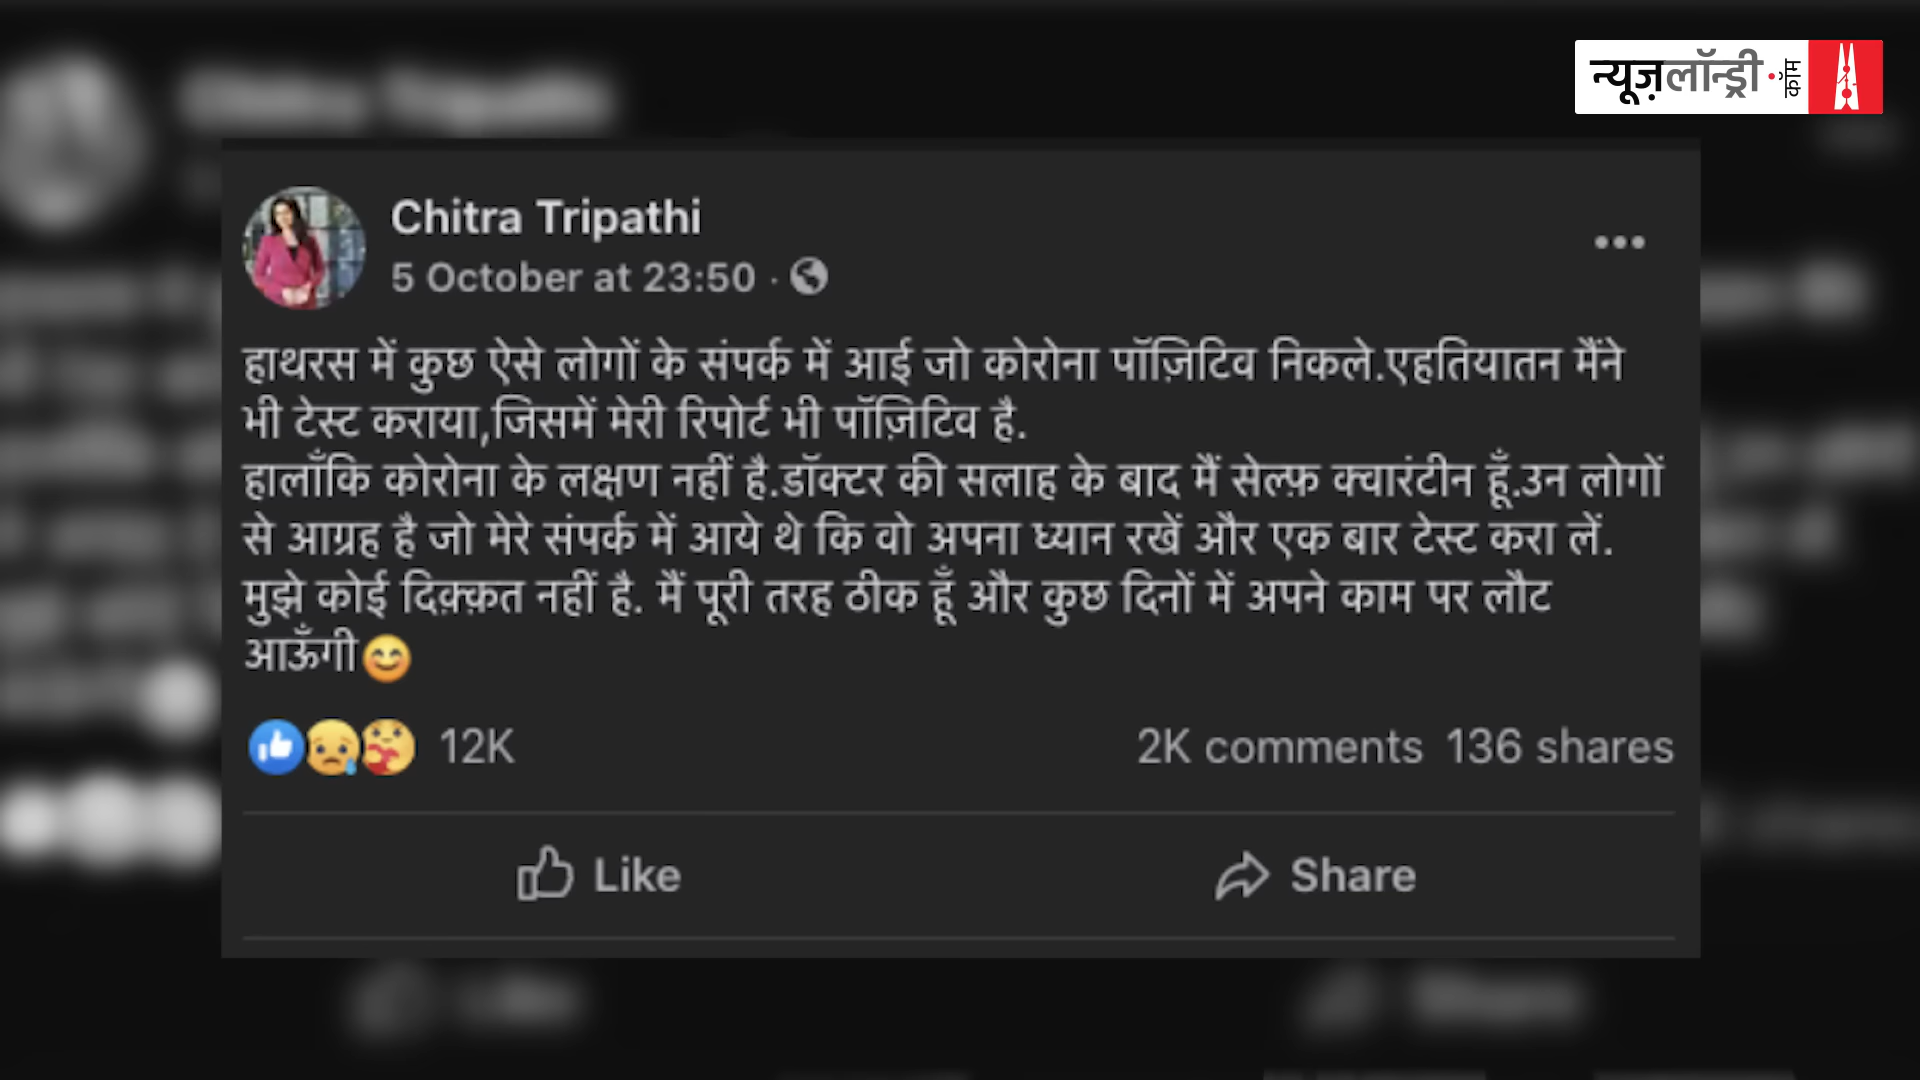 न्यूज़लॉन्ड्री.कॉम
Chitra Tripathi
5 October at 23:50 ·
हाथरस में कुछ ऐसे लोगों के संपर्क में आई जो कोरोना पॉज़िटिव निकले.एहतियातन मैंने
भी टेस्ट कराया,जिसमें मेरी रिपोर्ट भी पॉज़िटिव है.
हालाँकि कोरोना के लक्षण नहीं है.डॉक्टर की सलाह के बाद मैं सेल्फ़ क्वारंटीन हूँ.उन लोगों
से आग्रह है जो मेरे संपर्क में आये थे कि वो अपना ध्यान रखें और एक बार टेस्ट करा लें.
मुझे कोई दिक़्क़त नहीं है. मैं पूरी तरह ठीक हूँ और कुछ दिनों में अपने काम पर लौट
आऊँगी😊
12K 2K comments 136 shares
Like Share